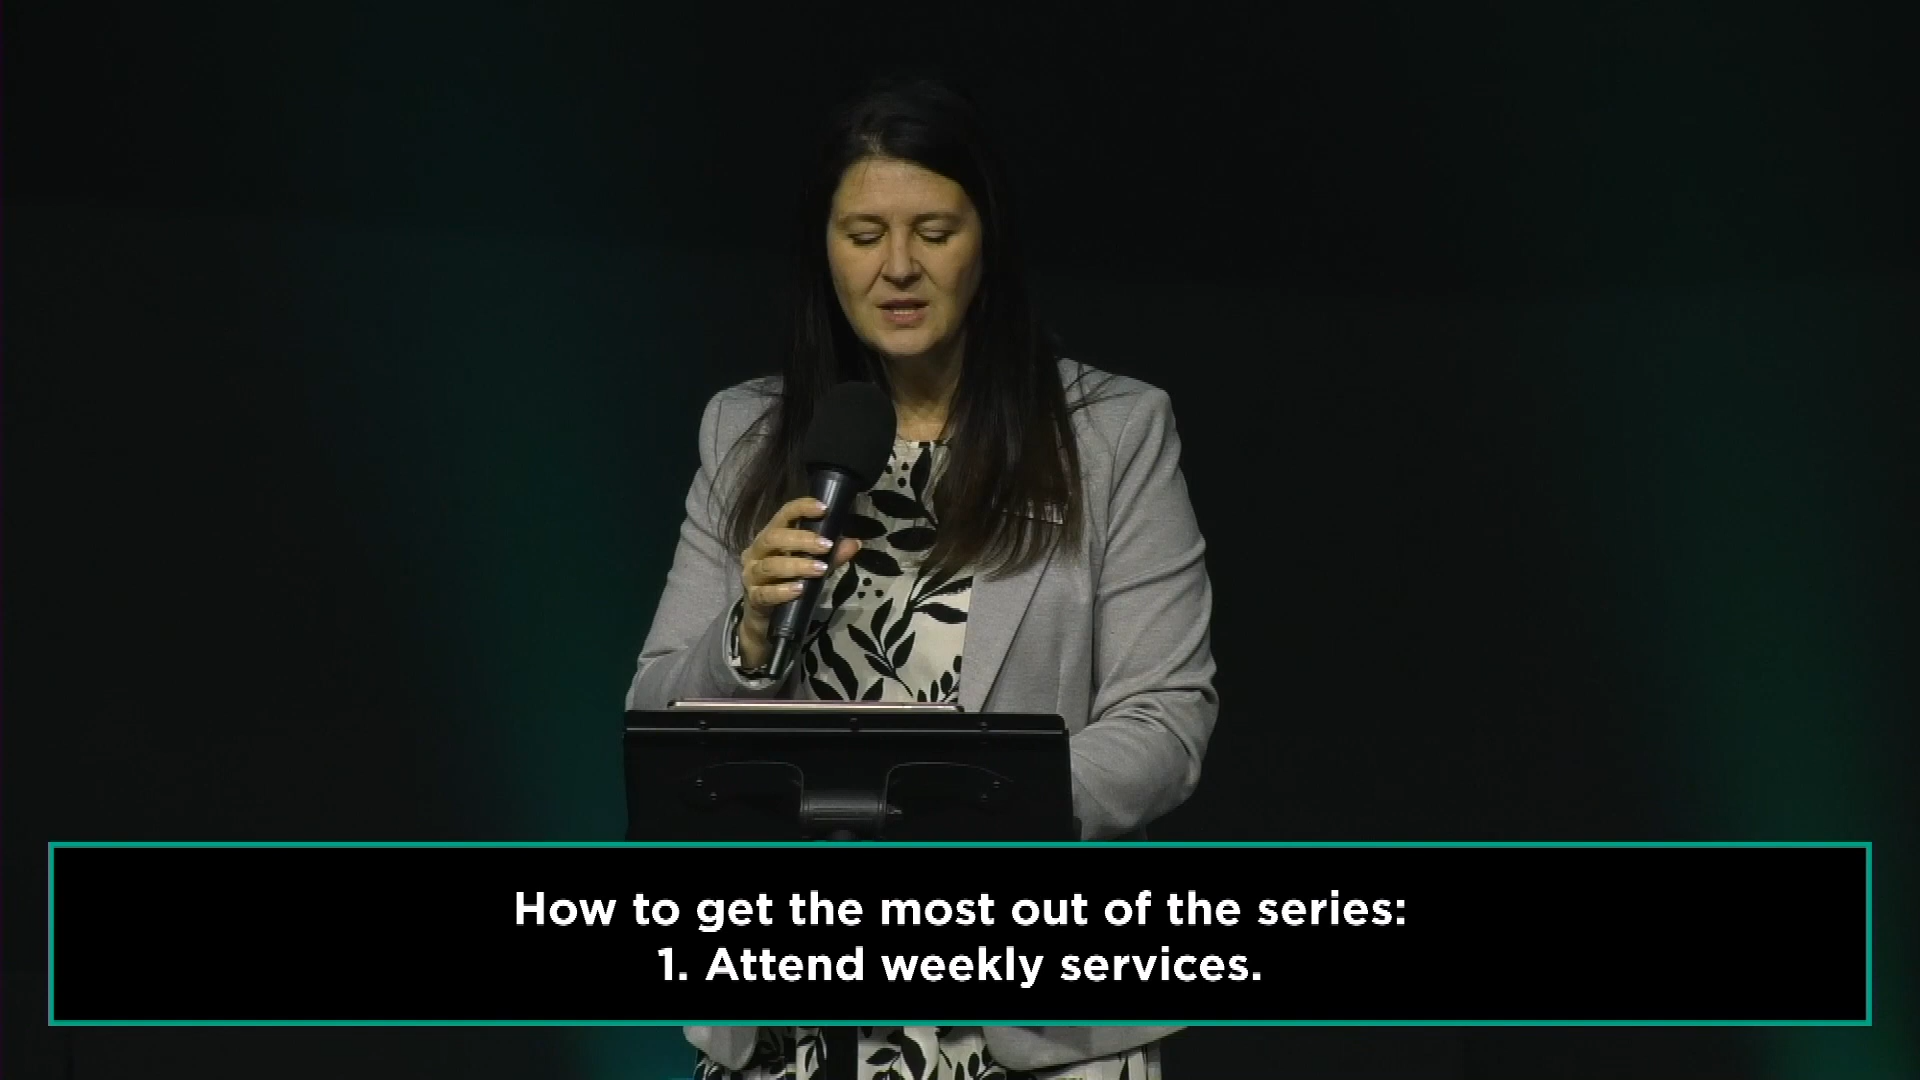 How to get the most out of the series:
1. Attend weekly services.